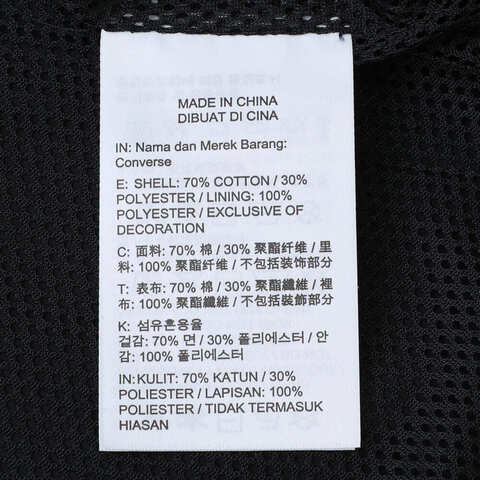 MADE IN CHINA
DIBUAT DI CINA
IN: Nama dan Merek Barang:
Converse
E: SHELL: 70% COTTON / 30%
POLYESTER / LINING: 100%
POLYESTER / EXCLUSIVE OF
DECORATION
C: 面料: 70% 棉 / 30% 聚酯纤维 / 里
料: 100% 聚酯纤维 / 不包括装饰部分
T: 表布: 70% 棉 / 30% 聚酯纖維 / 裡
布: 100% 聚酯纖維 / 不包括裝飾部分
K: 섬유혼용율
겉감: 70% 면 / 30% 폴리에스터 / 안
감: 100% 폴리에스터
IN: KULIT: 70% KATUN / 30%
POLIESTER / LAPISAN: 100%
POLIESTER / TIDAK TERMASUK
HIASAN